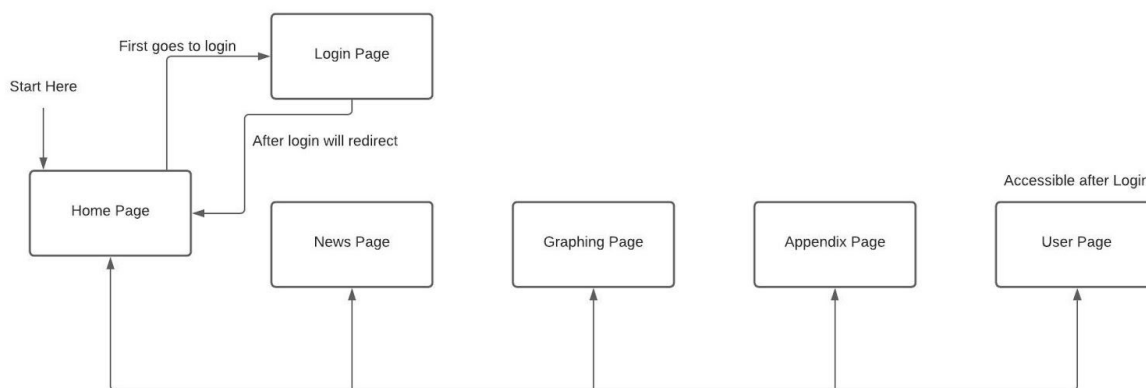 First goes to login
Login Page
Start Here
After login will redirect
Home Page
News Page
Graphing Page
Appendix Page
Accessible after Login
User Page